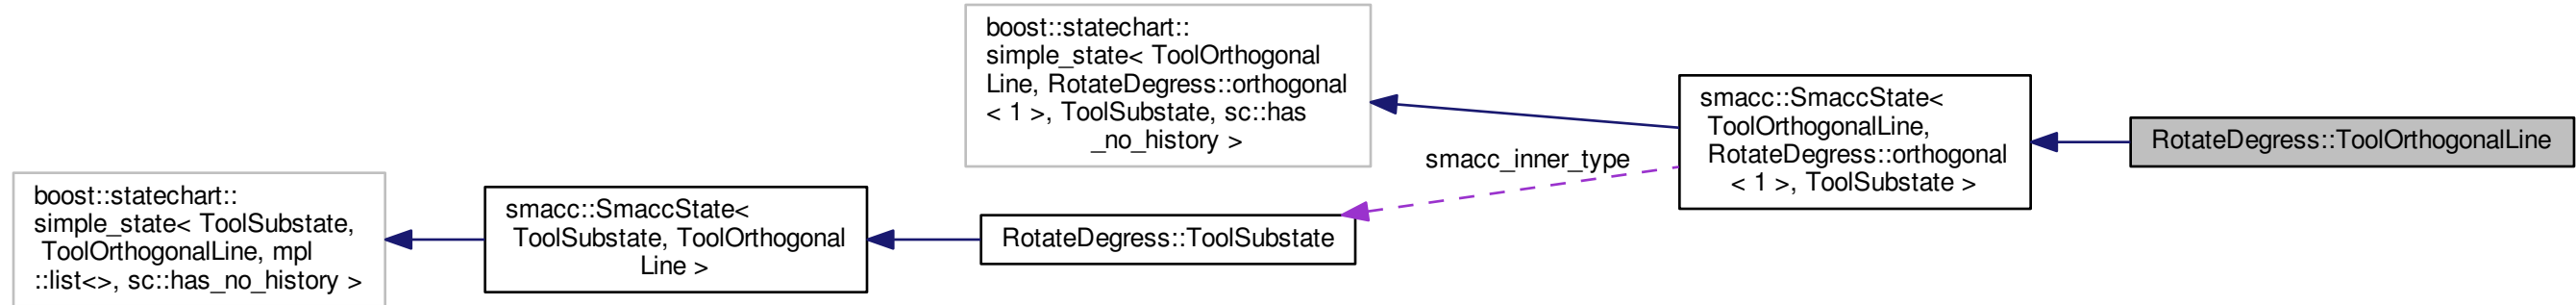 boost::statechart::
simple_state< ToolOrthogonal
Line, RotateDegress::orthogonal
< 1 >, ToolSubstate, sc::has
_no_history >
smacc::SmaccState<
ToolOrthogonalLine,
RotateDegress::orthogonal
< 1 >, ToolSubstate >
RotateDegress::ToolOrthogonalLine
smacc_inner_type
boost::statechart::
simple_state< ToolSubstate,
ToolOrthogonalLine, mpl
::list<>, sc::has_no_history >
smacc::SmaccState<
ToolSubstate, ToolOrthogonal
Line >
RotateDegress::ToolSubstate